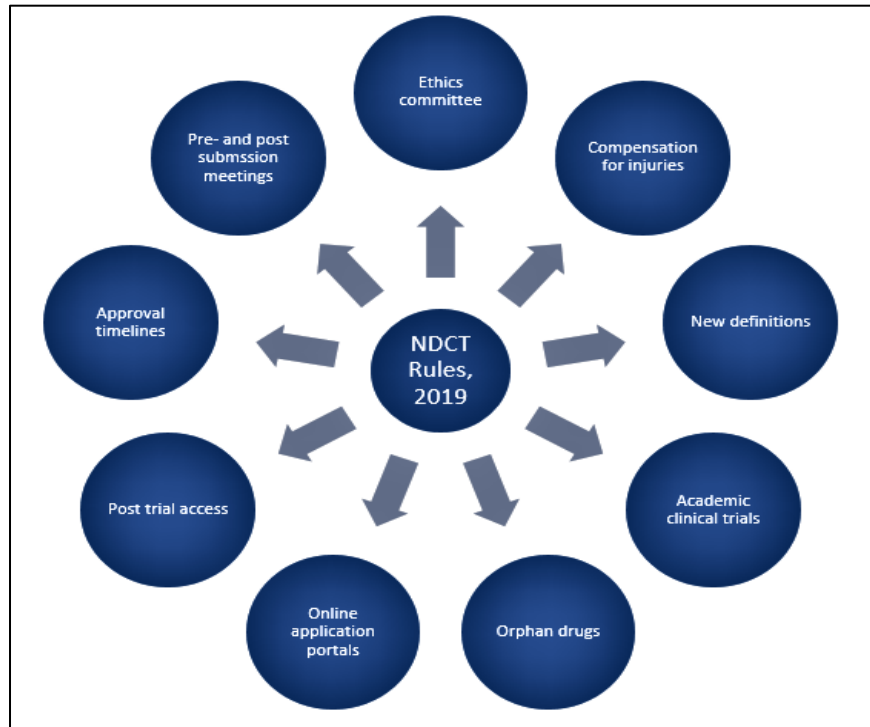 Ethics
committee
Compensation
for injuries
New definitions
Academic
clinical trials
Orphan drugs
Online
application
portals
Post trial access
Approval
timelines
Pre- and post
submssion
meetings
NDCT
Rules,
2019